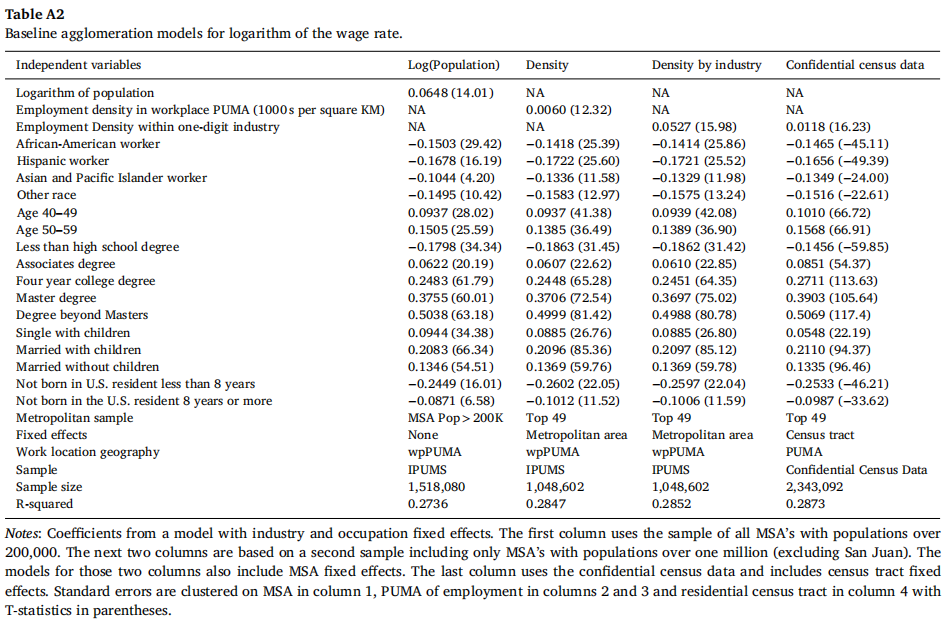 Table A2
Baseline agglomeration models for logarithm of the wage rate.
Independent variables Log(Population) Density Density by industry Confidential census data
Logarithm of population 0.0648 (14.01) NA NA NA
Employment density in workplace PUMA (1000 s per square KM) NA 0.0060 (12.32) NA NA
Employment Density within one-digit industry NA NA 0.0527 (15.98) 0.0118 (16.23)
African-American worker −0.1503 (29.42) −0.1418 (25.39) −0.1414 (25.86) −0.1465 (−45.11)
Hispanic worker −0.1678 (16.19) −0.1722 (25.60) −0.1721 (25.52) −0.1656 (−49.39)
Asian and Pacific Islander worker −0.1044 (4.20) −0.1336 (11.58) −0.1329 (11.98) −0.1349 (−24.00)
Other race −0.1495 (10.42) −0.1583 (12.97) −0.1575 (13.24) −0.1516 (−22.61)
Age 40–49 0.0937 (28.02) 0.0937 (41.38) 0.0939 (42.08) 0.1010 (66.72)
Age 50–59 0.1505 (25.59) 0.1385 (36.49) 0.1389 (36.90) 0.1568 (66.91)
Less than high school degree −0.1798 (34.34) −0.1863 (31.45) −0.1862 (31.42) −0.1456 (−59.85)
Associates degree 0.0622 (20.19) 0.0607 (22.62) 0.0610 (22.85) 0.0851 (54.37)
Four year college degree 0.2483 (61.79) 0.2448 (65.28) 0.2451 (64.35) 0.2711 (113.63)
Master degree 0.3755 (60.01) 0.3706 (72.54) 0.3697 (75.02) 0.3903 (105.64)
Degree beyond Masters 0.5038 (63.18) 0.4999 (81.42) 0.4988 (80.78) 0.5069 (117.4)
Single with children 0.0944 (34.38) 0.0885 (26.76) 0.0885 (26.80) 0.0548 (22.19)
Married with children 0.2083 (66.34) 0.2096 (85.36) 0.2097 (85.12) 0.2110 (94.37)
Married without children 0.1346 (54.51) 0.1369 (59.76) 0.1369 (59.78) 0.1335 (96.46)
Not born in U.S. resident less than 8 years −0.2449 (16.01) −0.2602 (22.05) −0.2597 (22.04) −0.2533 (−46.21)
Not born in the U.S. resident 8 years or more −0.0871 (6.58) −0.1012 (11.52) −0.1006 (11.59) −0.0987 (−33.62)
Metropolitan sample MSA Pop > 200K Top 49 Top 49 Top 49
Fixed effects None Metropolitan area Metropolitan area Census tract
Work location geography wpPUMA wpPUMA wpPUMA PUMA
Sample IPUMS IPUMS IPUMS Confidential Census Data
Sample size 1,518,080 1,048,602 1,048,602 2,343,092
R-squared 0.2736 0.2847 0.2852 0.2873
Notes: Coefficients from a model with industry and occupation fixed effects. The first column uses the sample of all MSA's with populations over
200,000. The next two columns are based on a second sample including only MSA's with populations over one million (excluding San Juan). The
models for those two columns also include MSA fixed effects. The last column uses the confidential census data and includes census tract fixed
effects. Standard errors are clustered on MSA in column 1, PUMA of employment in columns 2 and 3 and residential census tract in column 4 with
T-statistics in parentheses.